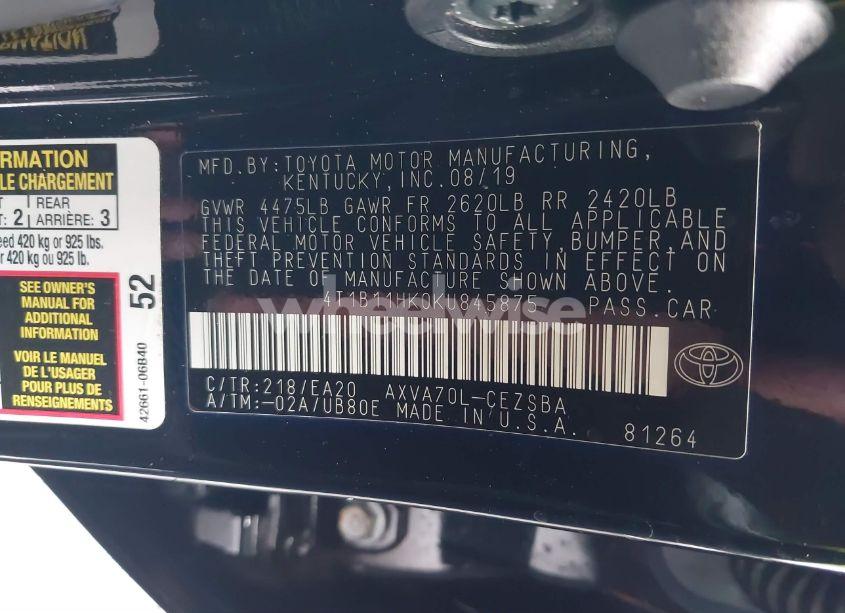 ORMATION
LE CHARGEMENT
REAR
2 ARRIÈRE: 3
eed 420 kg or 925 lbs.
r 420 kg ou 925 lb.
SEE OWNER'S
MANUAL FOR
ADDITIONAL
INFORMATION
VOIR LE MANUEL
DE L'USAGER
POUR PLUS DE
RENSEIGNEMENTS
52
42661-06B40
MFD.BY:TOYOTA MOTOR MANUFACTURING,
KENTUCKY,INC.08/19
GVWR 4475LB GAWR FR 2620LB RR 2420LB
THIS VEHICLE CONFORMS TO ALL APPLICABLE
FEDERAL MOTOR VEHICLE SAFETY,BUMPER,AND
THEFT PREVENTION STANDARDS IN EFFECT ON
THE DATE OF MANUFACTURE SHOWN ABOVE.
4T1B11HK0KU845875 PASS.CAR
wheelwise
C/TR:218/EA20 AXVA70L-CEZSBA
A/TM:-02A/UB80E MADE IN U.S.A. 81264